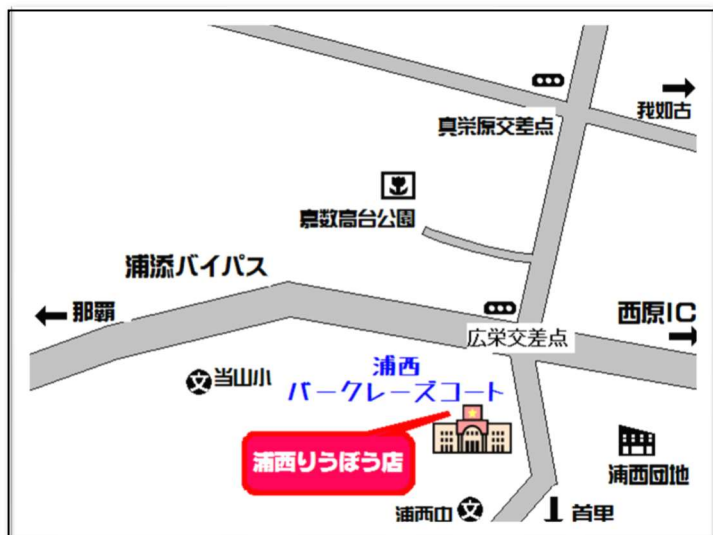 我如古
真栄原交差点
嘉数高台公園
浦添バイパス
那覇
西原IC
広栄交差点
浦西
バークレーズコート
文
当山小
浦西りうぼう店
浦西団地
浦西中
文
首里